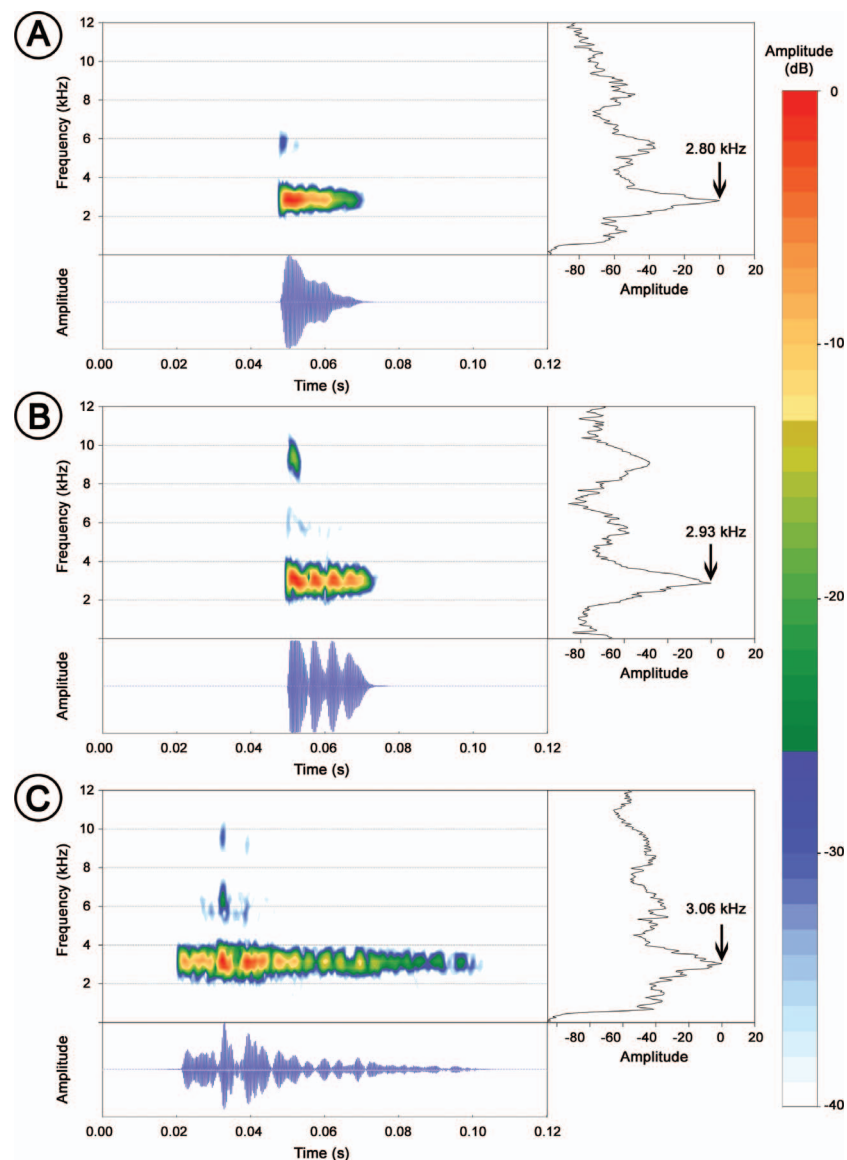 A
Frequency (kHz)
12
10
8
6
4
2
Amplitude
0.00 0.02 0.04 0.06 0.08 0.10 0.12
Time (s)
2.80 kHz
-80 -60 -40 -20 0 20
Amplitude
B
Frequency (kHz)
12
10
8
6
4
2
Amplitude
0.00 0.02 0.04 0.06 0.08 0.10 0.12
Time (s)
2.93 kHz
-80 -60 -40 -20 0 20
Amplitude
C
Frequency (kHz)
12
10
8
6
4
2
Amplitude
0.00 0.02 0.04 0.06 0.08 0.10 0.12
Time (s)
3.06 kHz
-80 -60 -40 -20 0 20
Amplitude
Amplitude
(dB)
0
-10
-20
-30
-40